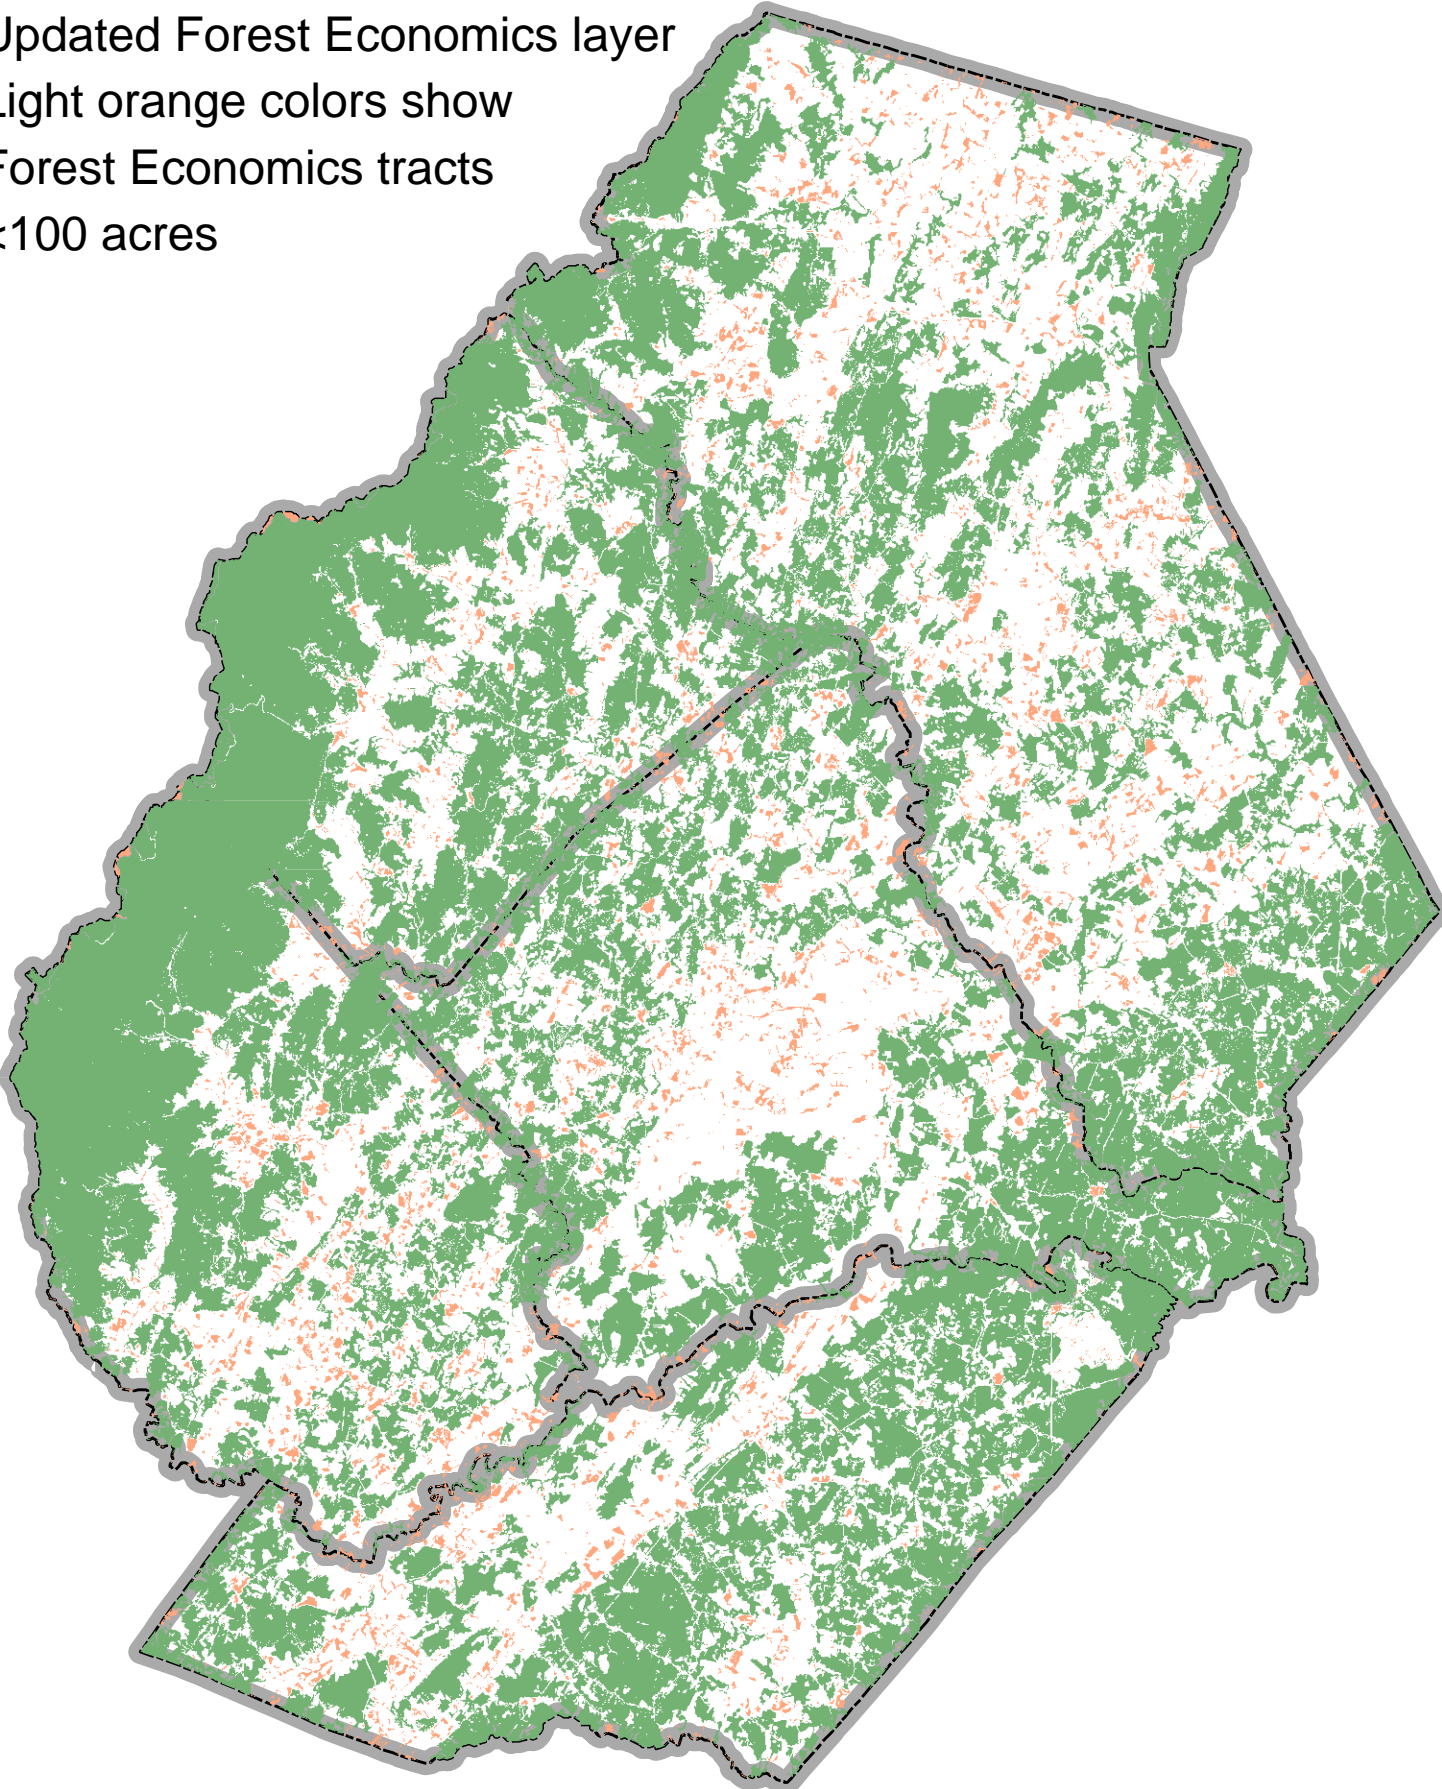 Updated Forest Economics layer
Light orange colors show
Forest Economics tracts
<100 acres